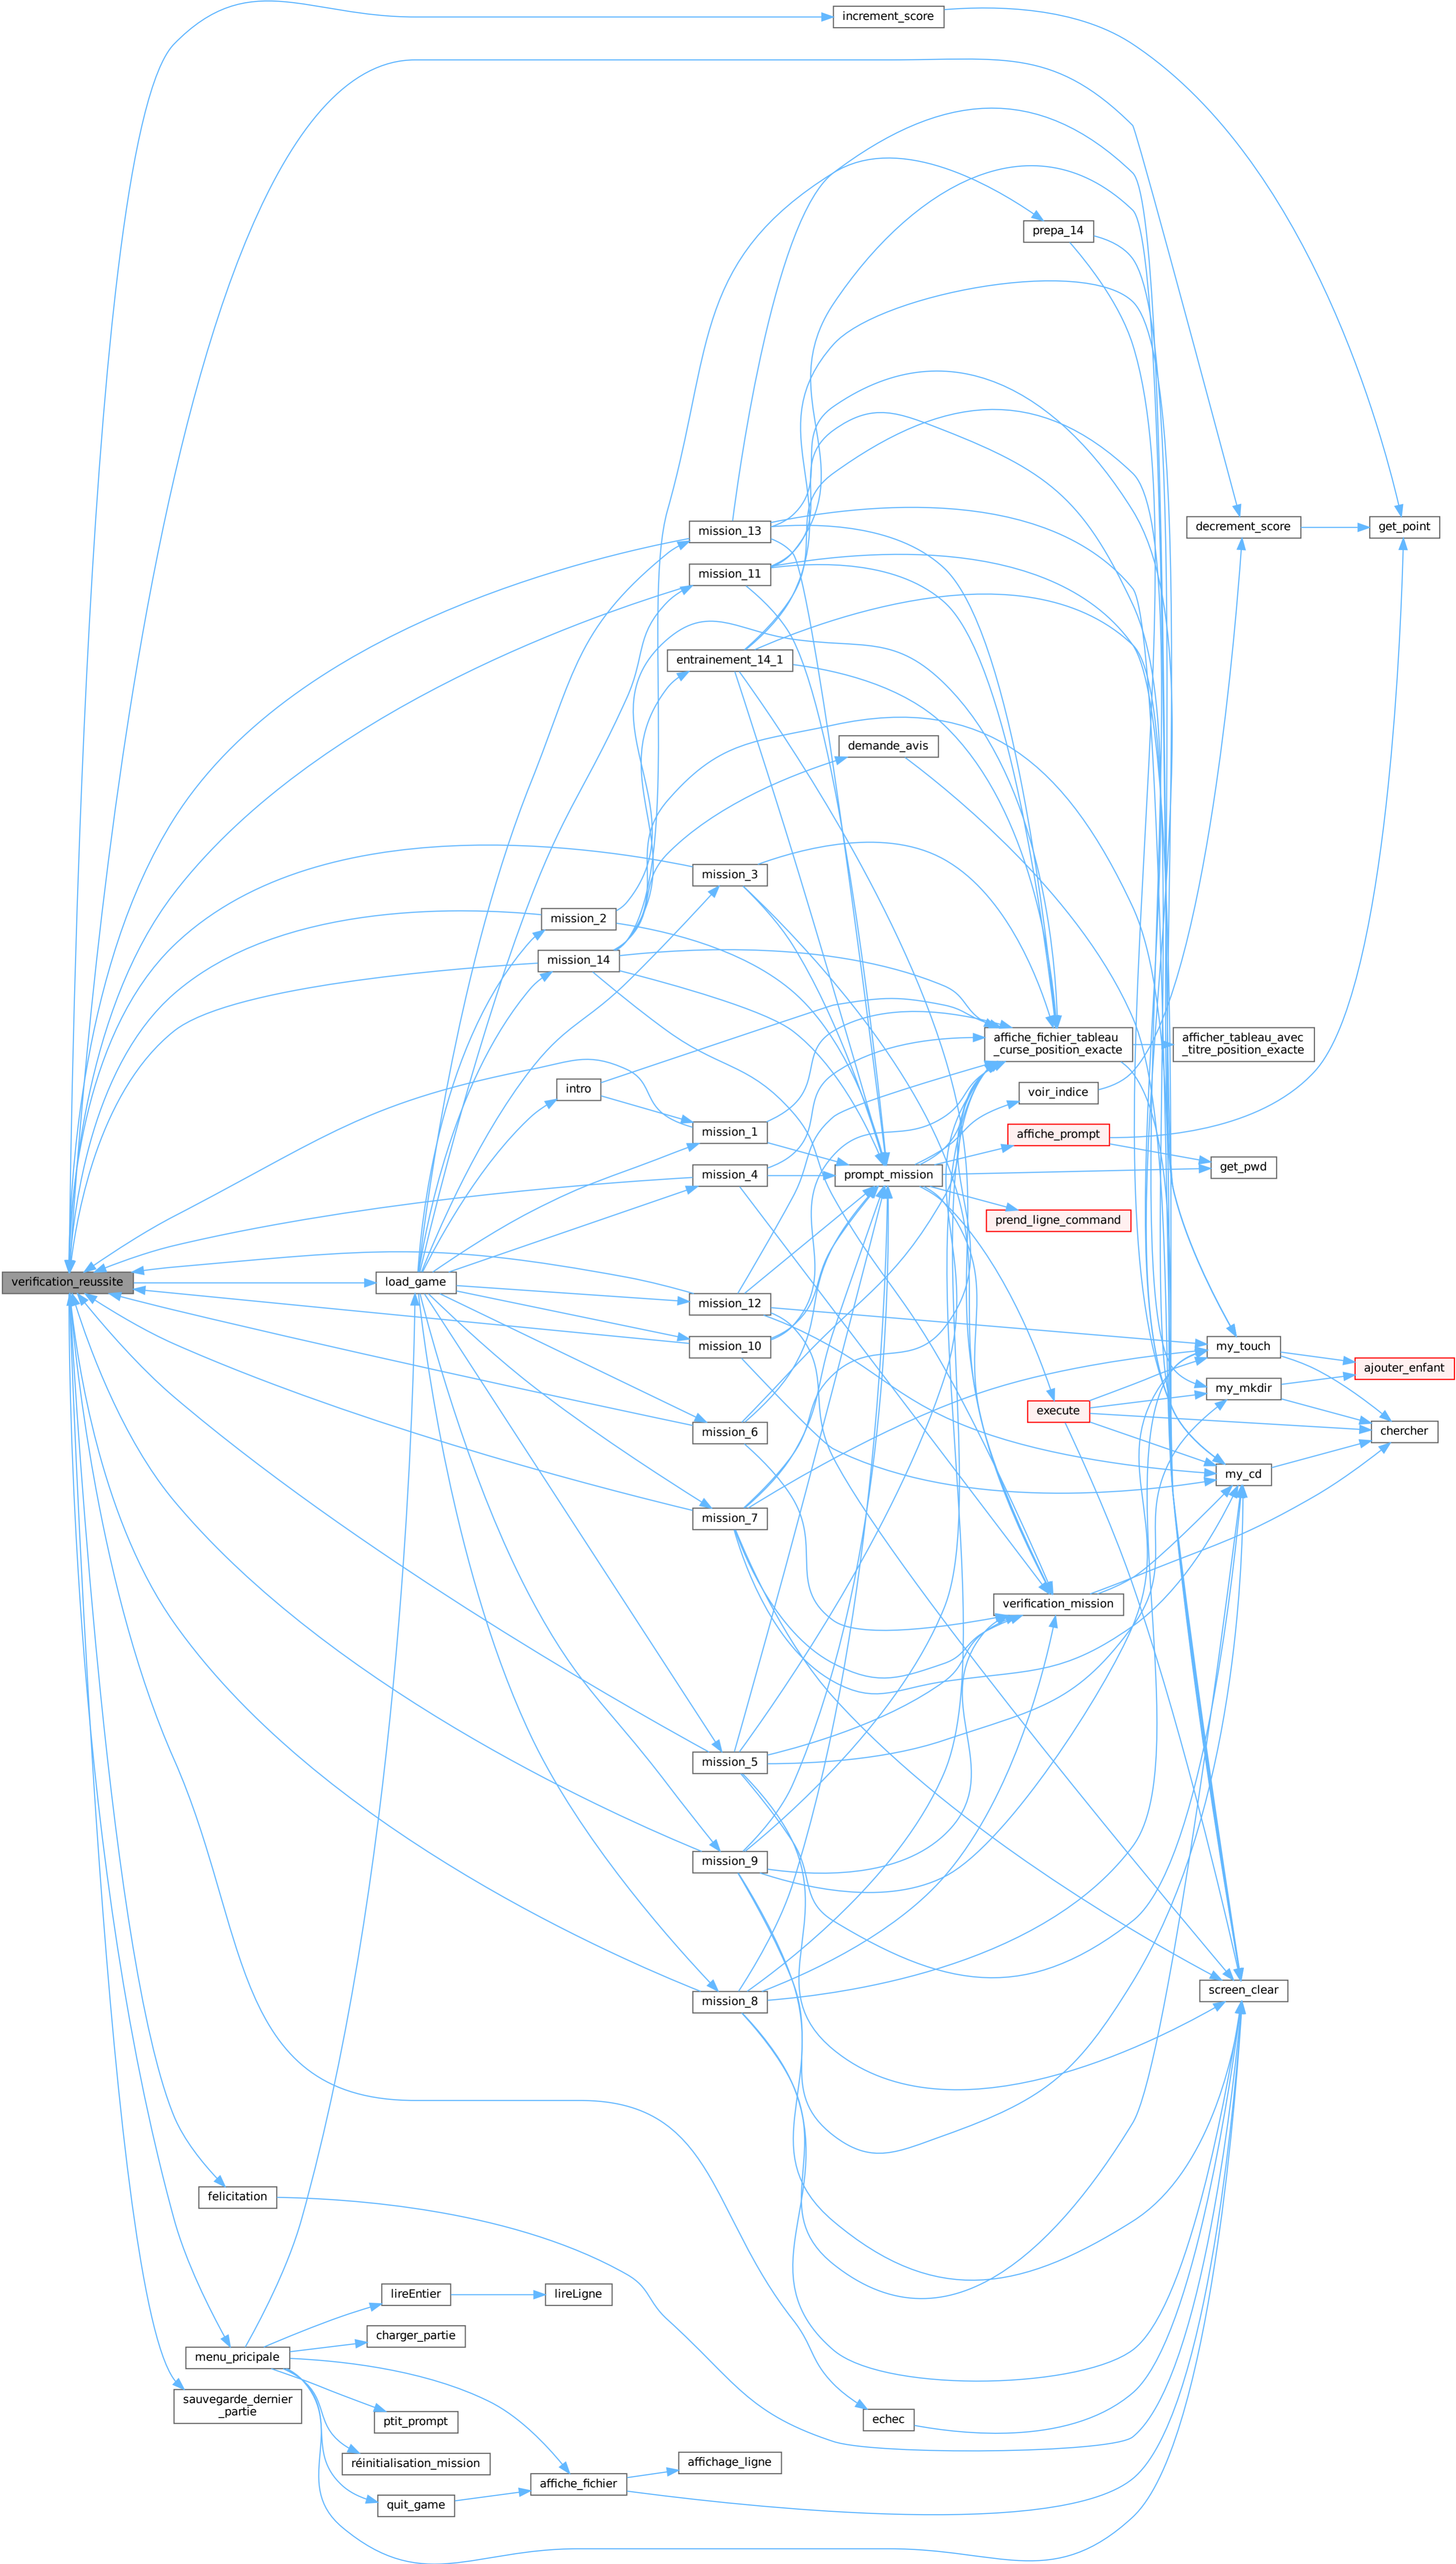 increment_score
prepa_14
mission_13
decrement_score
get_point
mission_11
entrainement_14_1
demande_avis
mission_3
mission_2
mission_14
affiche_fichier_tableau
_curse_position_exacte
afficher_tableau_avec
_titre_position_exacte
intro
voir_indice
mission_1
affiche_prompt
mission_4
prompt_mission
get_pwd
prend_ligne_command
verification_reussite
load_game
mission_12
mission_10
my_touch
ajouter_enfant
my_mkdir
execute
chercher
mission_6
my_cd
mission_7
verification_mission
mission_5
mission_9
mission_8
screen_clear
felicitation
lireEntier
lireLigne
charger_partie
menu_pricipale
sauvegarde_dernier
_partie
ptit_prompt
echec
réinitialisation_mission
affichage_ligne
affiche_fichier
quit_game